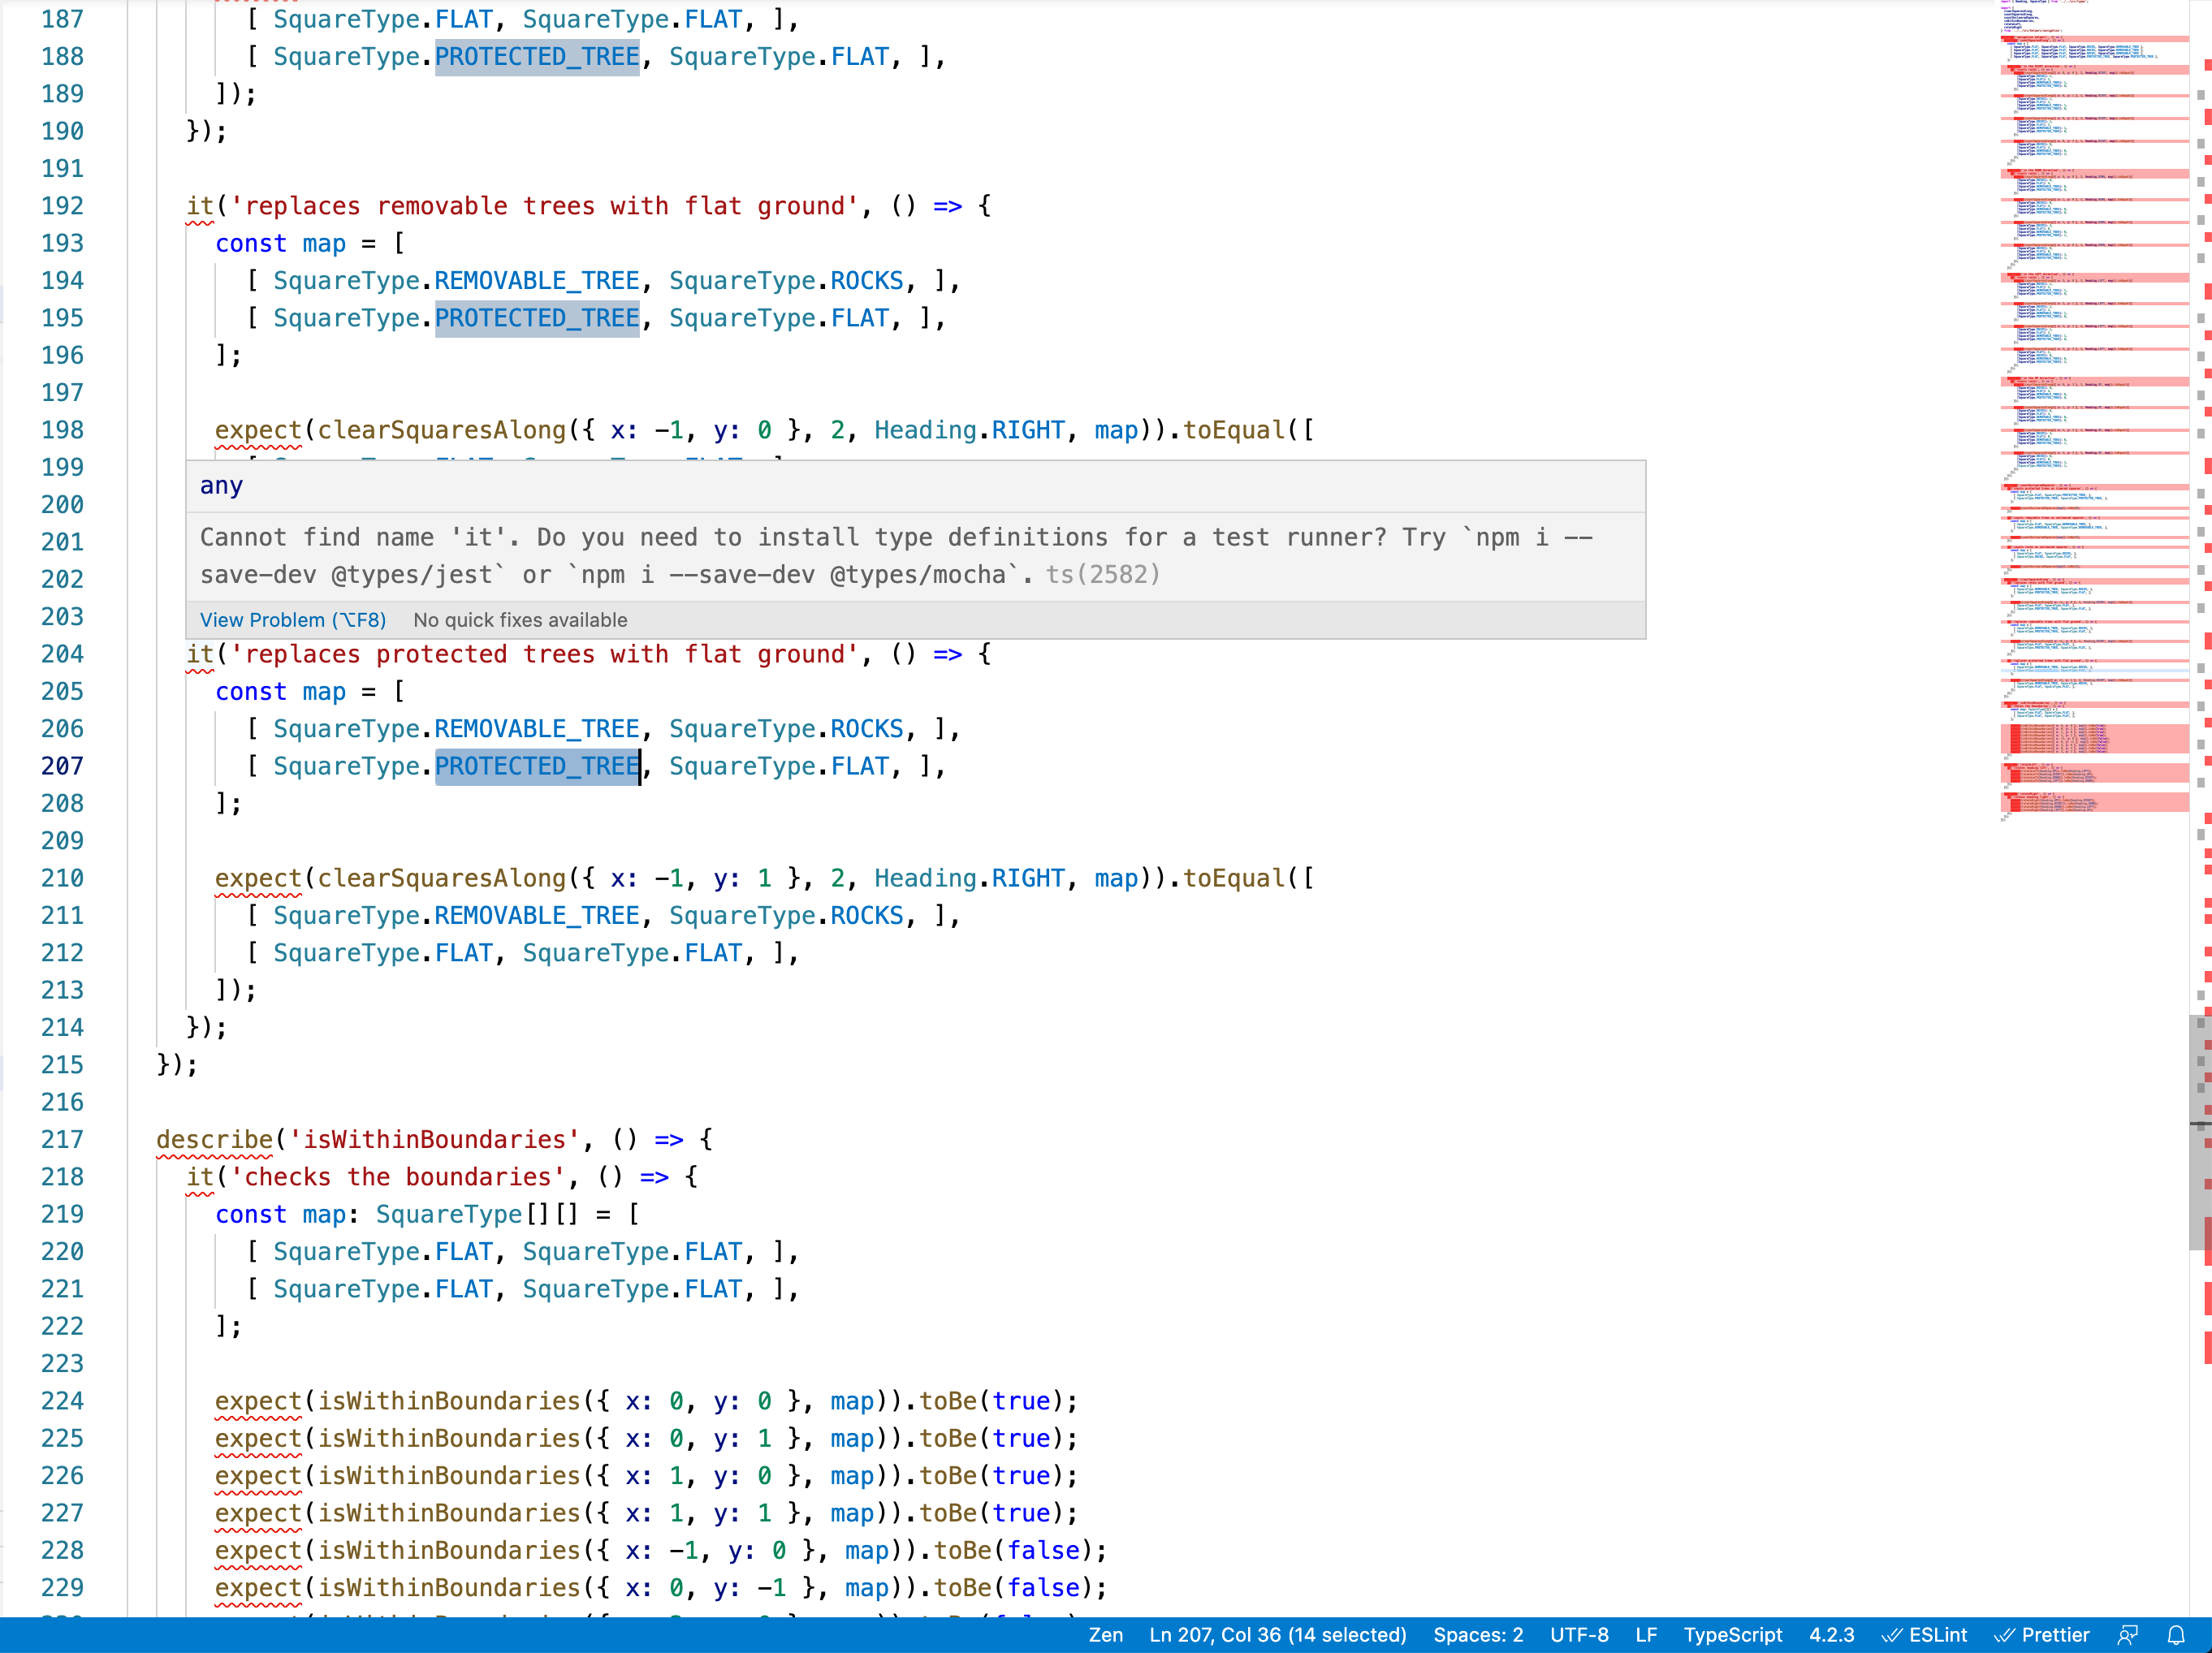 187 [ SquareType.FLAT, SquareType.FLAT, ],
188 [ SquareType.PROTECTED_TREE, SquareType.FLAT, ],
189 ]);
190 });
191
192 it('replaces removable trees with flat ground', () => {
193 const map = [
194 [ SquareType.REMOVABLE_TREE, SquareType.ROCKS, ],
195 [ SquareType.PROTECTED_TREE, SquareType.FLAT, ],
196 ];
197
198 expect(clearSquaresAlong({ x: -1, y: 0 }, 2, Heading.RIGHT, map)).toEqual([
199
200 any
201 Cannot find name 'it'. Do you need to install type definitions for a test runner? Try `npm i --
202 save-dev @types/jest` or `npm i --save-dev @types/mocha`. ts(2582)
203 View Problem (⌥F8) No quick fixes available
204 it('replaces protected trees with flat ground', () => {
205 const map = [
206 [ SquareType.REMOVABLE_TREE, SquareType.ROCKS, ],
207 [ SquareType.PROTECTED_TREE, SquareType.FLAT, ],
208 ];
209
210 expect(clearSquaresAlong({ x: -1, y: 1 }, 2, Heading.RIGHT, map)).toEqual([
211 [ SquareType.REMOVABLE_TREE, SquareType.ROCKS, ],
212 [ SquareType.FLAT, SquareType.FLAT, ],
213 ]);
214 });
215 });
216
217 describe('isWithinBoundaries', () => {
218 it('checks the boundaries', () => {
219 const map: SquareType[][] = [
220 [ SquareType.FLAT, SquareType.FLAT, ],
221 [ SquareType.FLAT, SquareType.FLAT, ],
222 ];
223
224 expect(isWithinBoundaries({ x: 0, y: 0 }, map)).toBe(true);
225 expect(isWithinBoundaries({ x: 0, y: 1 }, map)).toBe(true);
226 expect(isWithinBoundaries({ x: 1, y: 0 }, map)).toBe(true);
227 expect(isWithinBoundaries({ x: 1, y: 1 }, map)).toBe(true);
228 expect(isWithinBoundaries({ x: -1, y: 0 }, map)).toBe(false);
229 expect(isWithinBoundaries({ x: 0, y: -1 }, map)).toBe(false);
Zen Ln 207, Col 36 (14 selected) Spaces: 2 UTF-8 LF TypeScript 4.2.3 ESLint Prettier